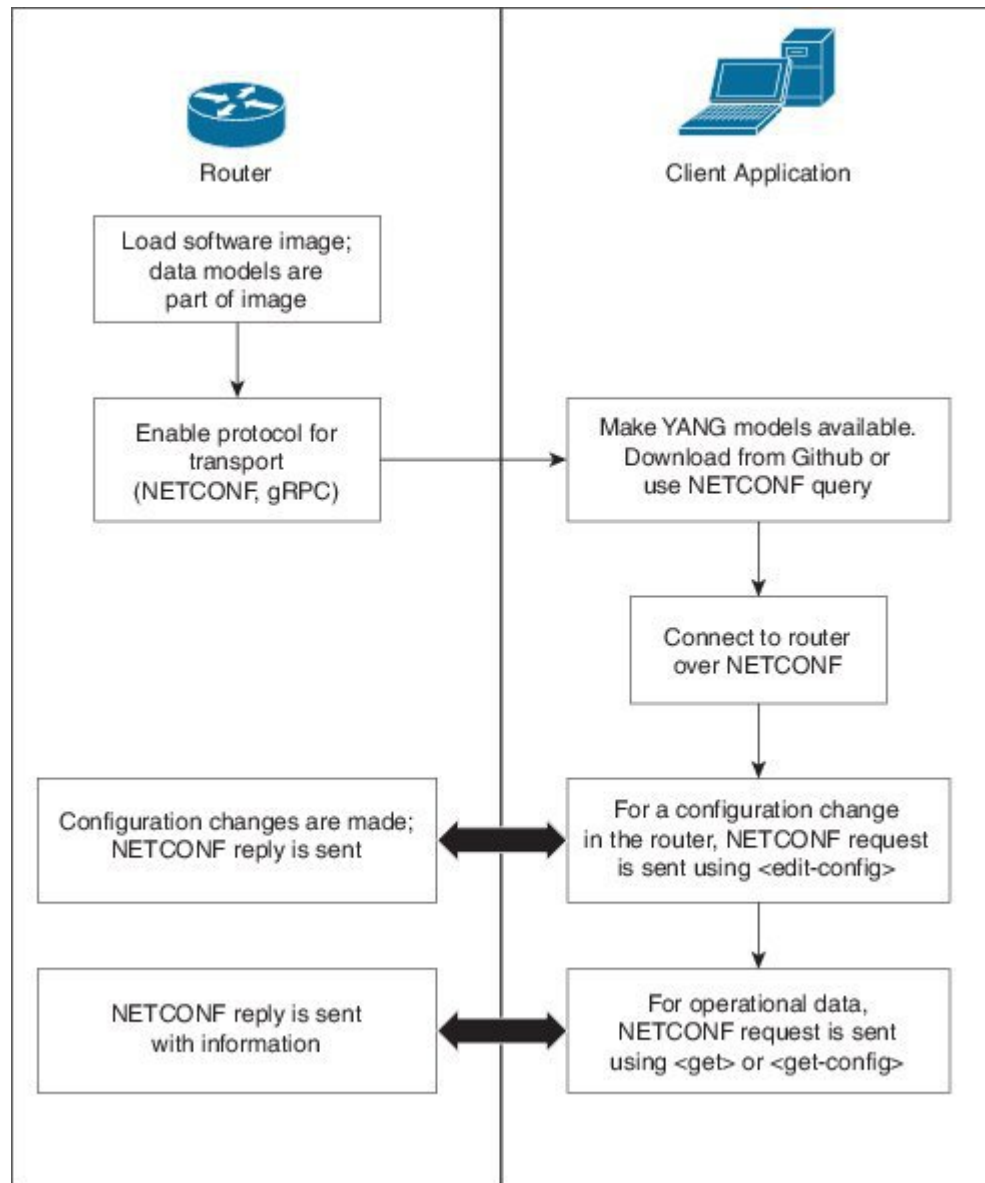 Router
Client Application
Load software image;
data models are
part of image
Enable protocol for
transport
(NETCONF, gRPC)
Make YANG models available.
Download from Github or
use NETCONF query
Connect to router
over NETCONF
Configuration changes are made;
NETCONF reply is sent
For a configuration change
in the router, NETCONF request
is sent using <edit-config>
NETCONF reply is sent
with information
For operational data,
NETCONF request is sent
using <get> or <get-config>